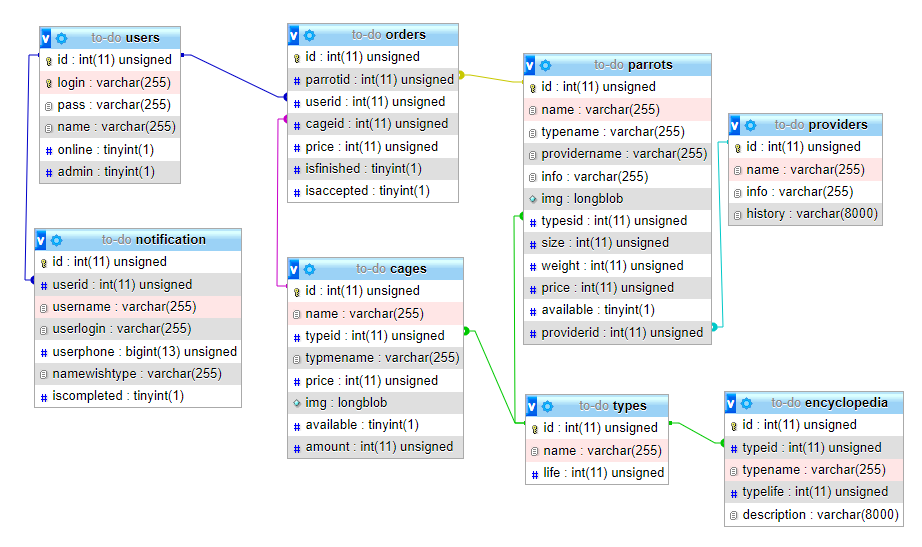 to-do users
id : int(11) unsigned
login : varchar(255)
pass : varchar(255)
name : varchar(255)
online : tinyint(1)
admin : tinyint(1)
to-do orders
id : int(11) unsigned
parrotid : int(11) unsigned
userid : int(11) unsigned
cageid : int(11) unsigned
price : int(11) unsigned
isfinished : tinyint(1)
isaccepted : tinyint(1)
to-do parrots
id : int(11) unsigned
name : varchar(255)
typename : varchar(255)
providername : varchar(255)
info : varchar(255)
img : longblob
typesid : int(11) unsigned
size : int(11) unsigned
weight : int(11) unsigned
price : int(11) unsigned
available : tinyint(1)
providerid : int(11) unsigned
to-do providers
id : int(11) unsigned
name : varchar(255)
info : varchar(255)
history : varchar(8000)
to-do notification
id : int(11) unsigned
userid : int(11) unsigned
username : varchar(255)
userlogin : varchar(255)
userphone : bigint(13) unsigned
namewishtype : varchar(255)
iscompleted : tinyint(1)
to-do cages
id : int(11) unsigned
name : varchar(255)
typeid : int(11) unsigned
typmename : varchar(255)
price : int(11) unsigned
img : longblob
available : tinyint(1)
amount : int(11) unsigned
to-do types
id : int(11) unsigned
name : varchar(255)
life : int(11) unsigned
to-do encyclopedia
id : int(11) unsigned
typeid : int(11) unsigned
typename : varchar(255)
typelife : int(11) unsigned
description : varchar(8000)